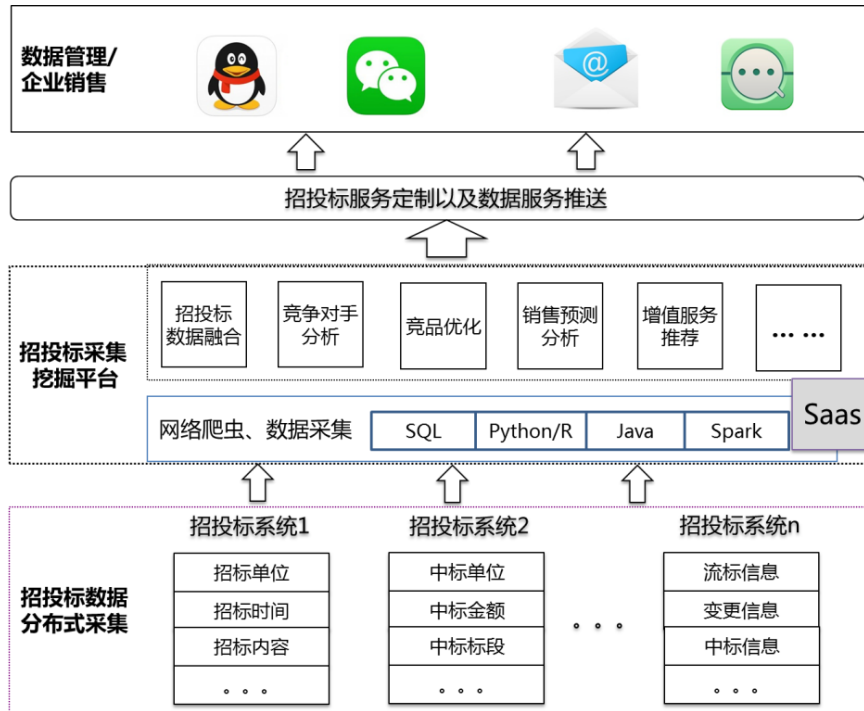 数据管理/
企业销售
@
招投标服务定制以及数据服务推送
招投标采集
挖掘平台
招投标
数据融合
竞争对手
分析
竞品优化
销售预测
分析
增值服务
推荐
... ...
网络爬虫、数据采集
SQL
Python/R
Java
Spark
Saas
招投标数据
分布式采集
招投标系统1
招标单位
招标时间
招标内容
。。。
招投标系统2
中标单位
中标金额
中标标段
。。。
。。。
招投标系统n
流标信息
变更信息
中标信息
。。。